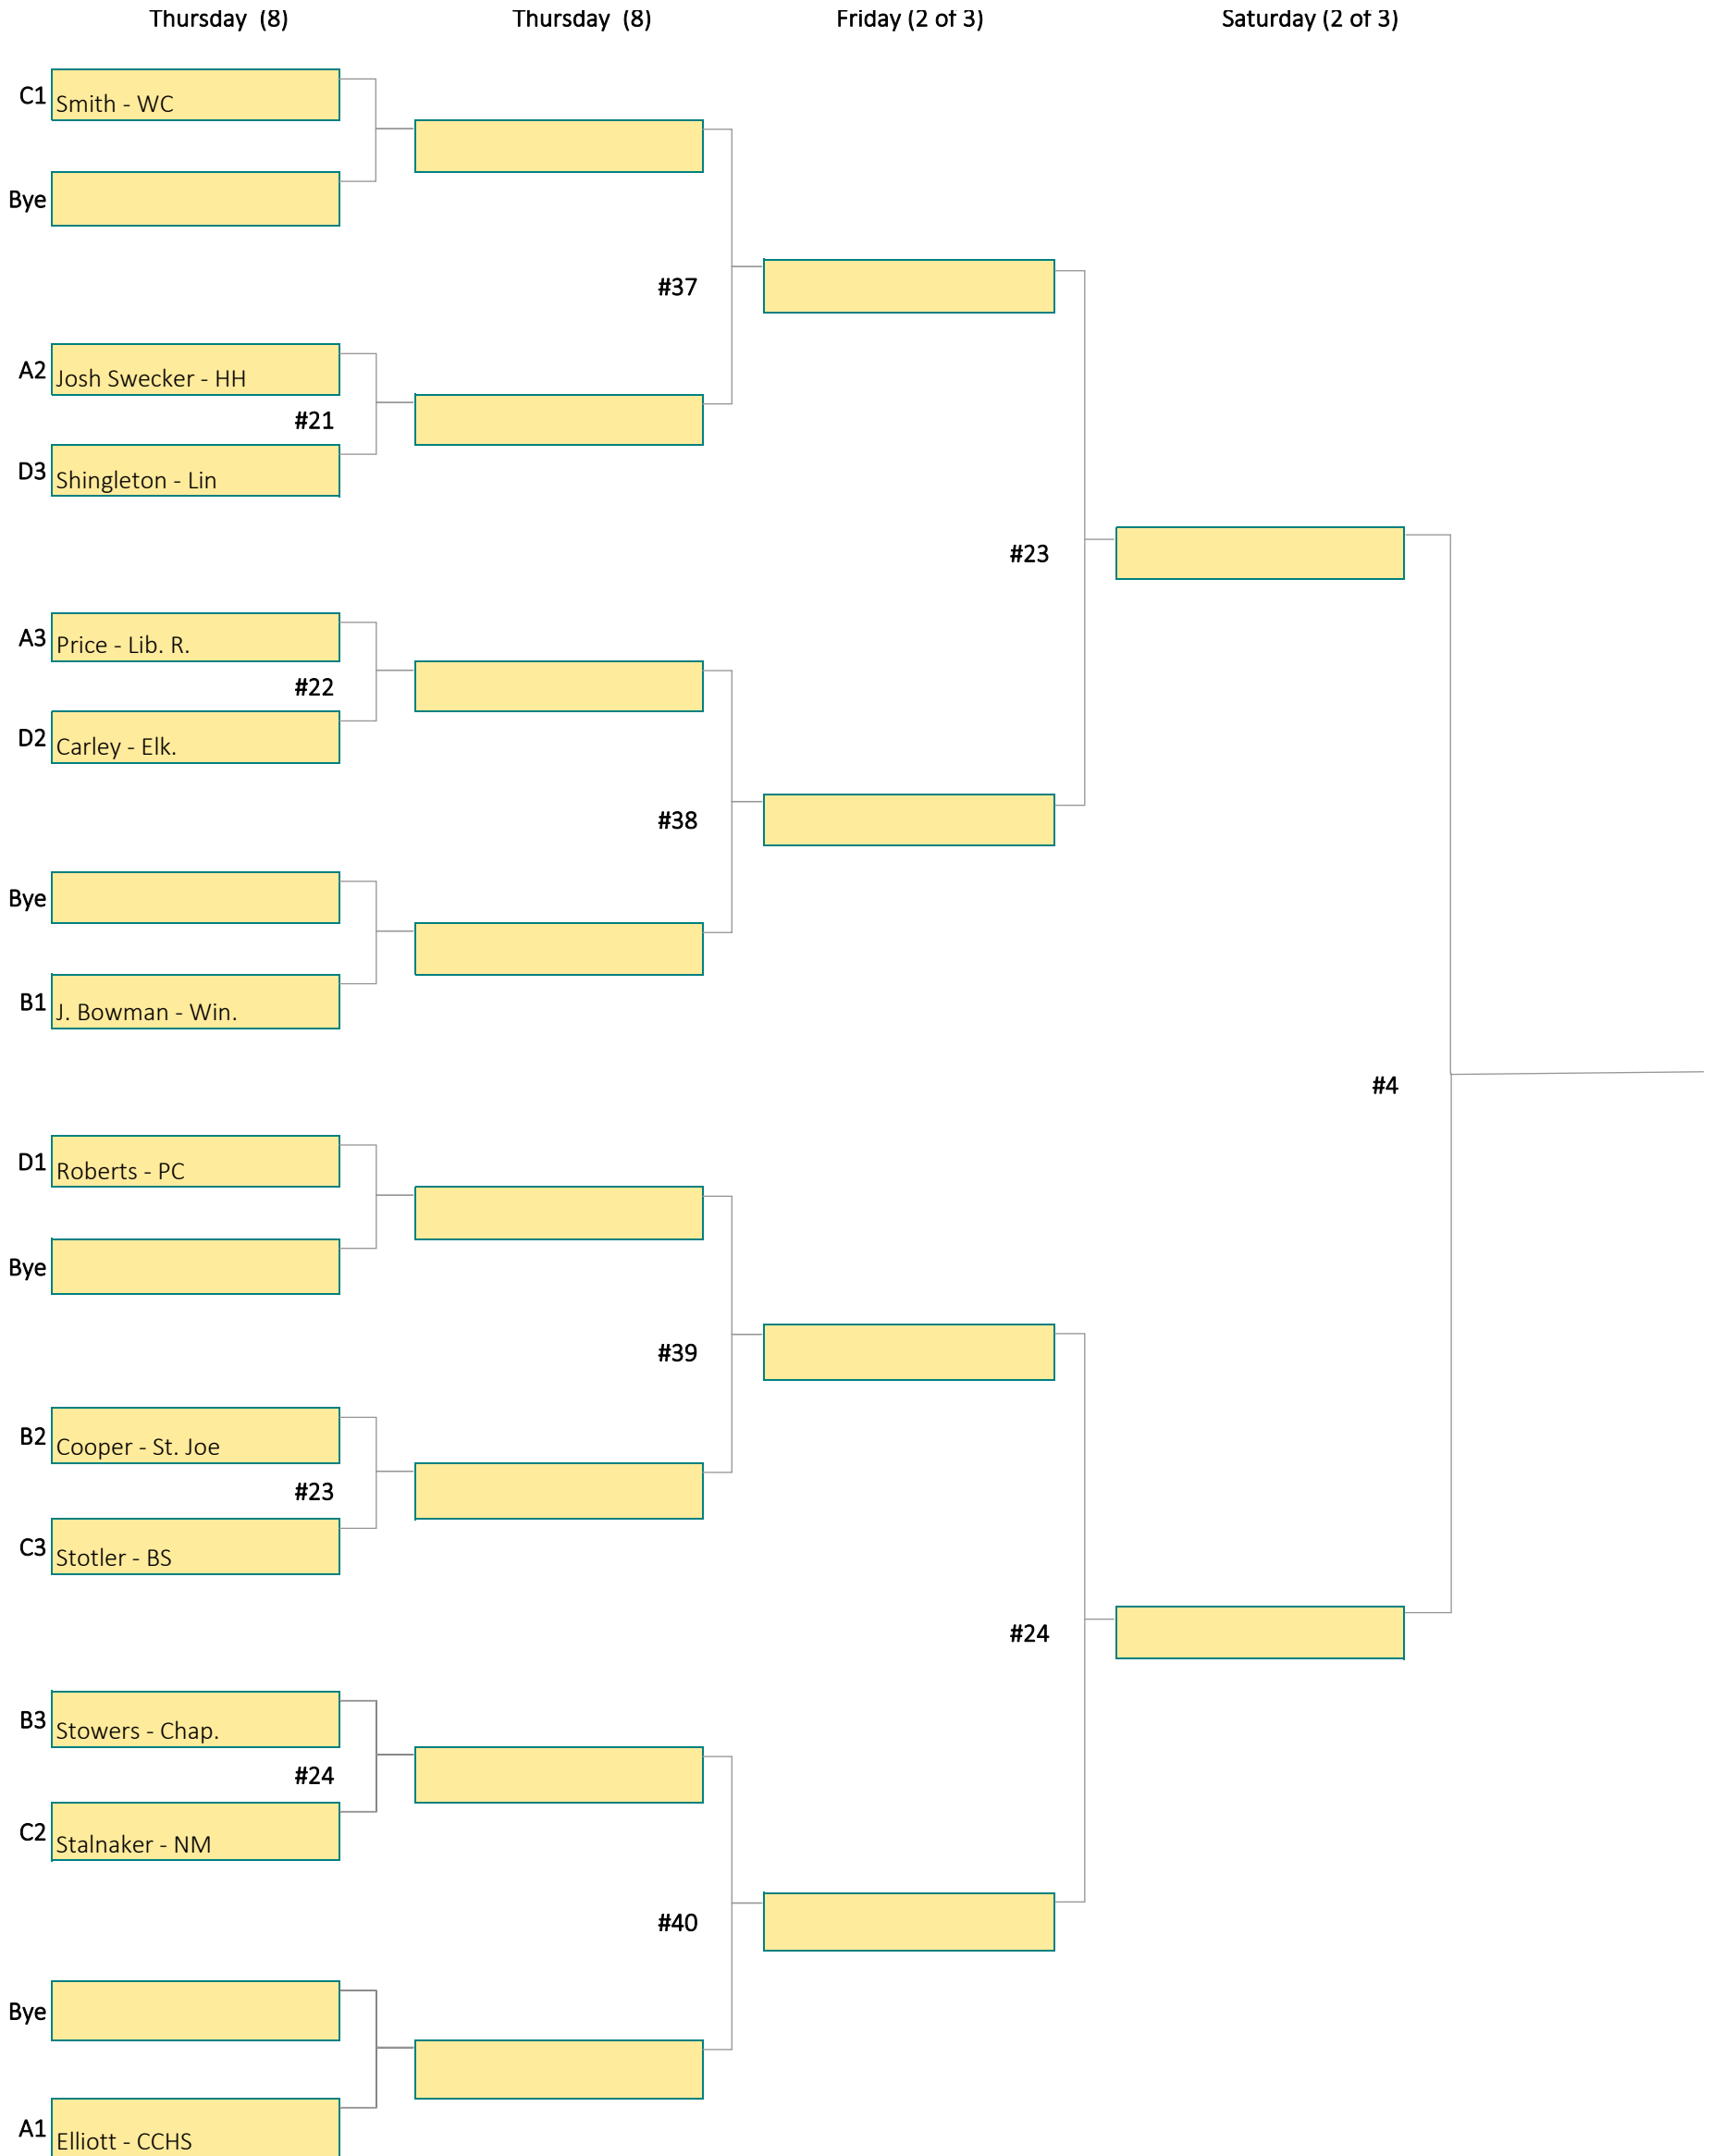 Thursday  (8)
Thursday  (8)
Friday (2 of 3)
Saturday (2 of 3)
C1
Smith - WC
Bye
#37
A2
Josh Swecker - HH
#21
D3
Shingleton - Lin
#23
A3
Price - Lib. R.
#22
D2
Carley - Elk.
#38
Bye
B1
J. Bowman - Win.
#4
D1
Roberts - PC
Bye
#39
B2
Cooper - St. Joe
#23
C3
Stotler - BS
#24
B3
Stowers - Chap.
#24
C2
Stalnaker - NM
#40
Bye
A1
Elliott - CCHS